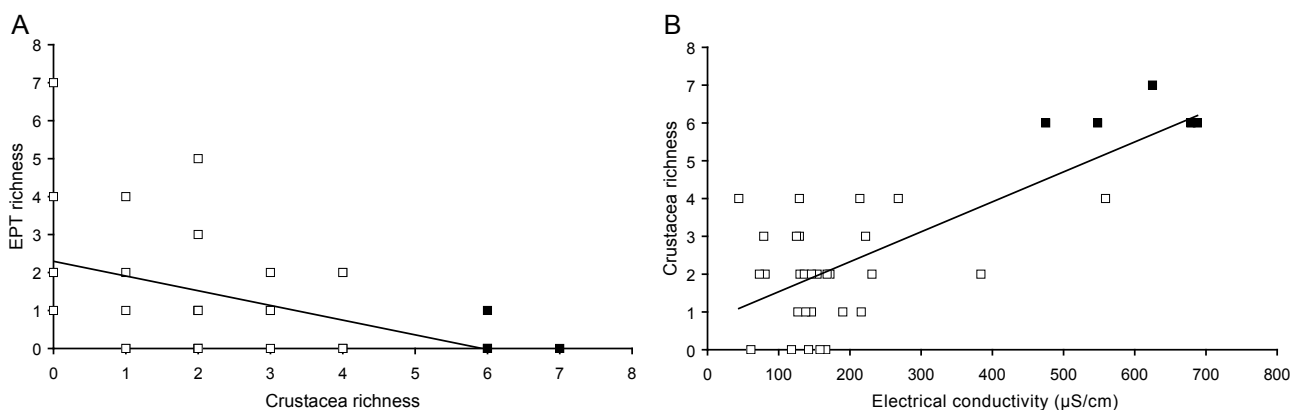 A
8
7
6
5
4
3
2
1
0
EPT richness
0 1 2 3 4 5 6 7 8
Crustacea richness
B
8
7
6
5
4
3
2
1
0
Crustacea richness
0 100 200 300 400 500 600 700 800
Electrical conductivity (µS/cm)